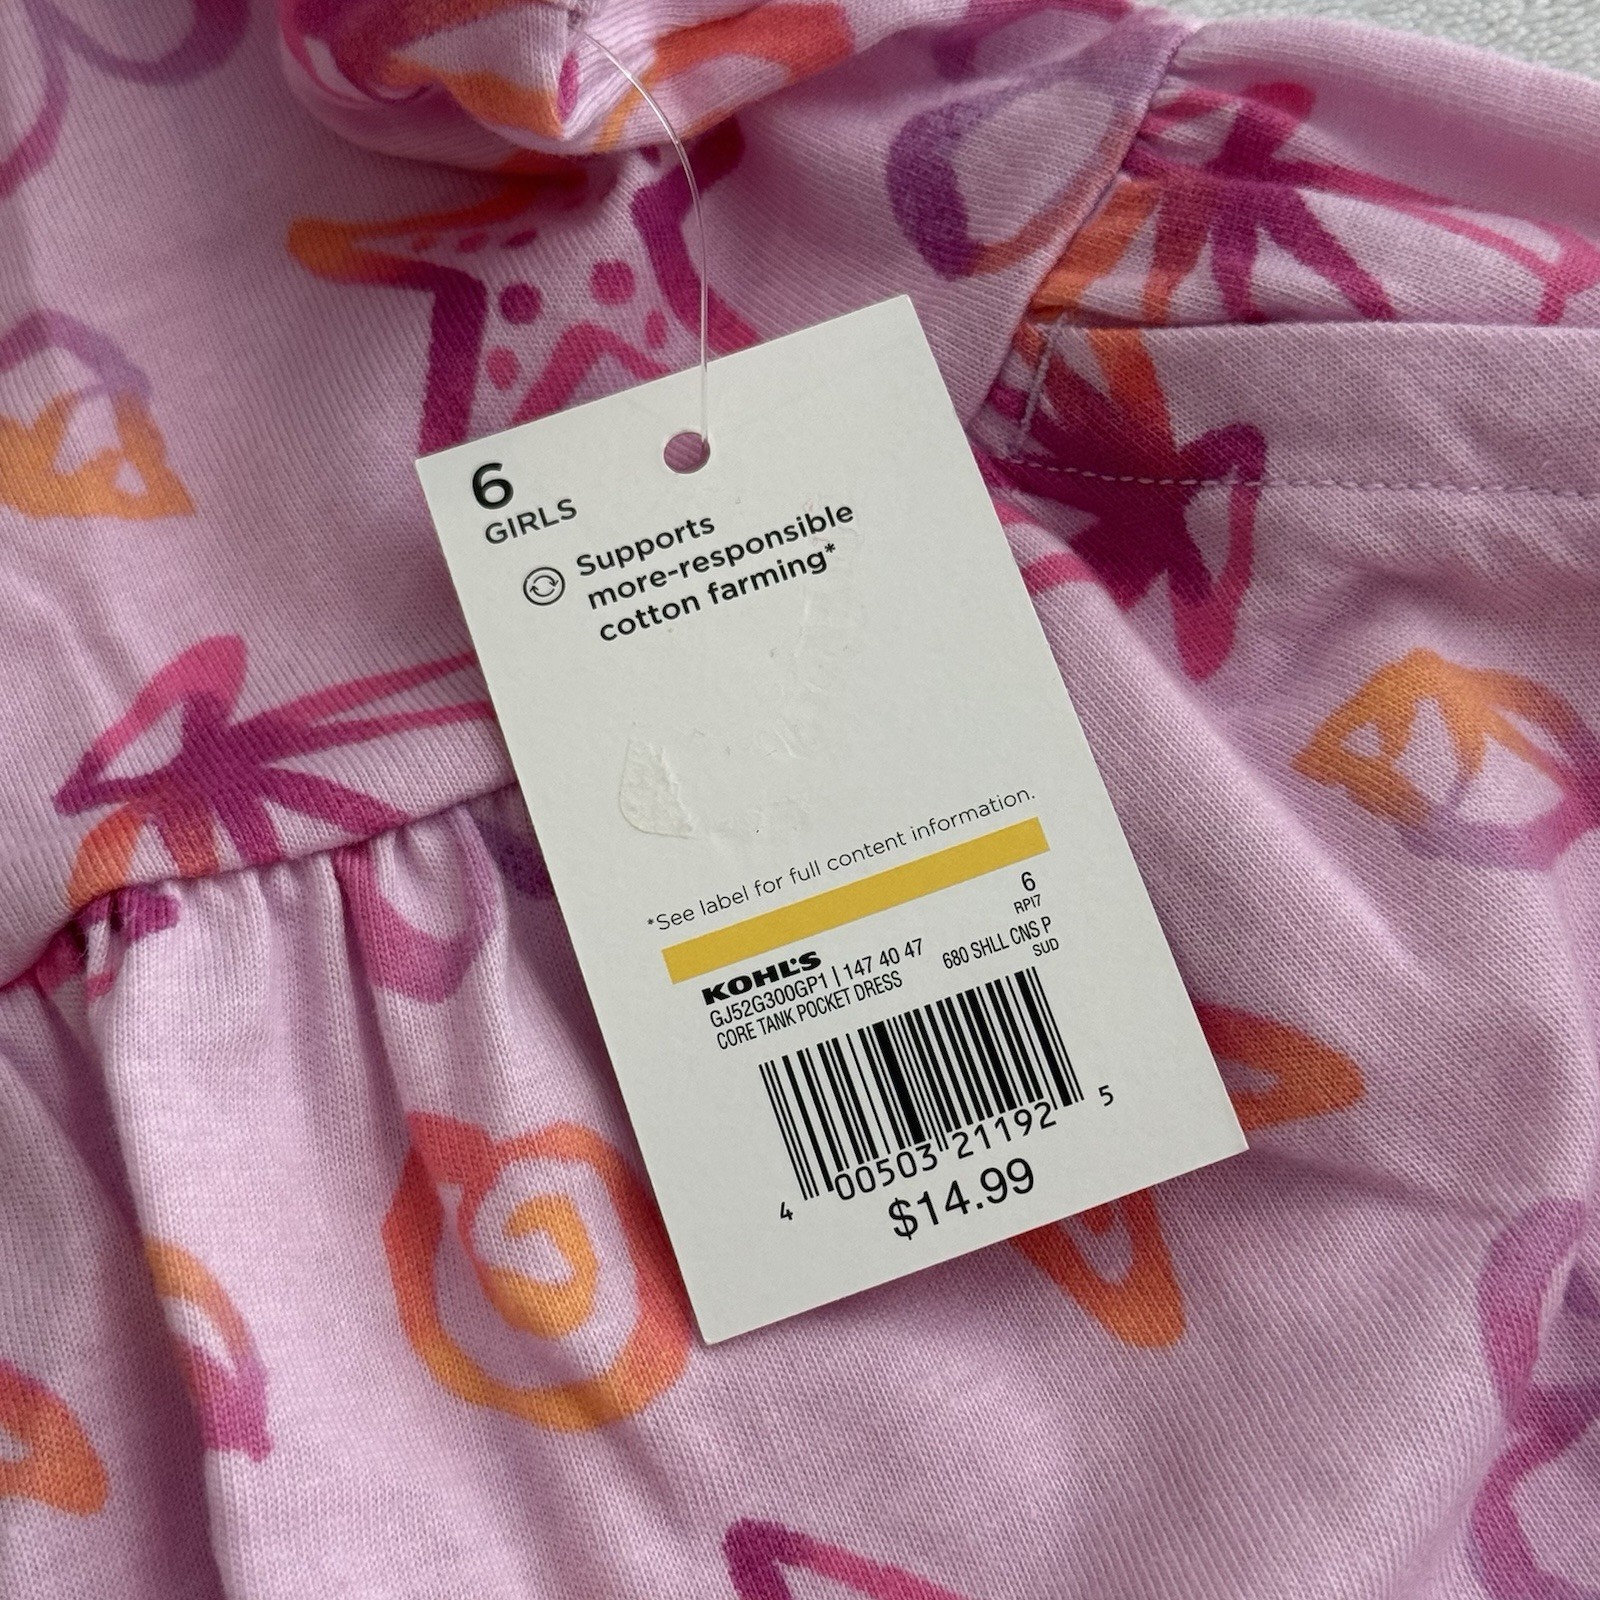 6
GIRLS
Supports
more-responsible
cotton farming*
*See label for full content information.
6
RPI7
KOHL'S
GJ52G300GP1 | 147 40 47
680 SHLL CNS P
CORE TANK POCKET DRESS
SUD
4 00503 21192 5
$14.99